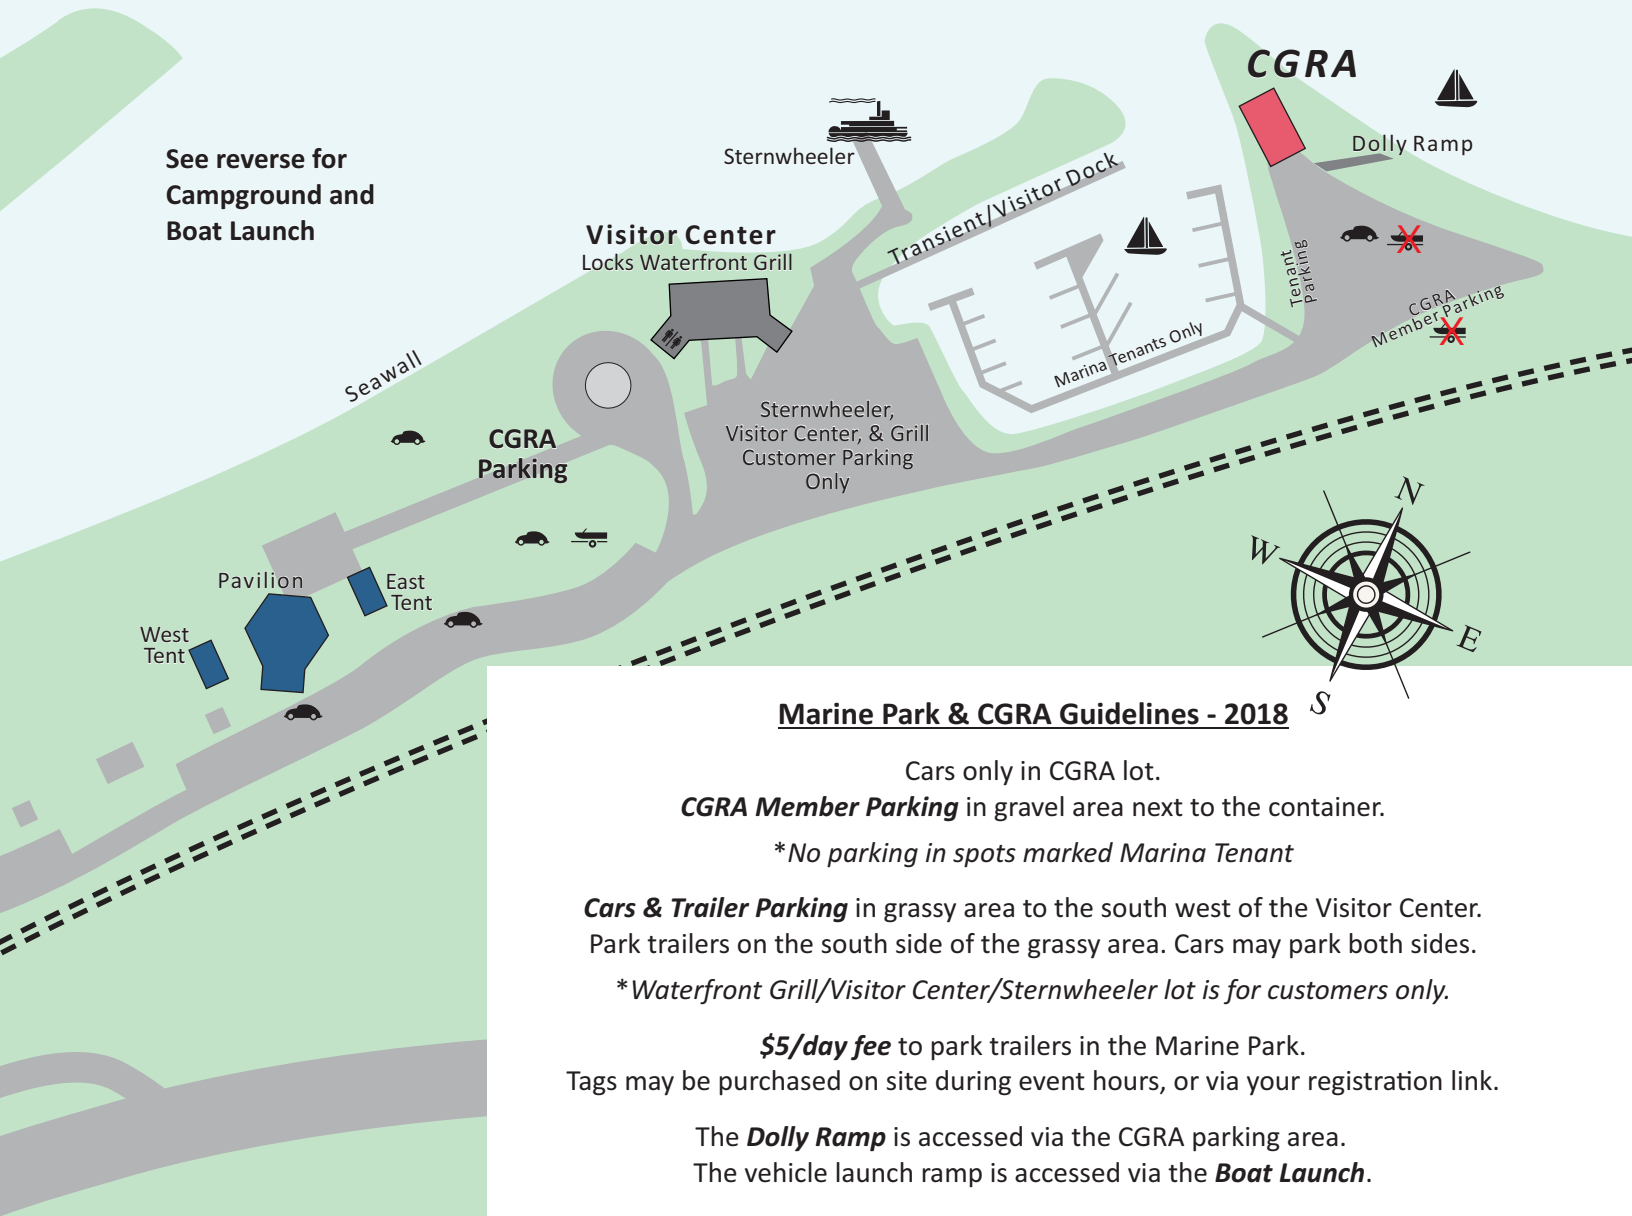 CGRA
Dolly Ramp
See reverse for
Campground and
Boat Launch
Sternwheeler
Transient/Visitor Dock
Visitor Center
Locks Waterfront Grill
Tenant
Parking
CGRA
Member Parking
Marina Tenants Only
Seawall
Sternwheeler,
Visitor Center, & Grill
Customer Parking
Only
CGRA
Parking
N
W
E
S
Pavilion
East
Tent
West
Tent
Marine Park & CGRA Guidelines - 2018
Cars only in CGRA lot.
CGRA Member Parking in gravel area next to the container.
*No parking in spots marked Marina Tenant
Cars & Trailer Parking in grassy area to the south west of the Visitor Center.
Park trailers on the south side of the grassy area. Cars may park both sides.
*Waterfront Grill/Visitor Center/Sternwheeler lot is for customers only.
$5/day fee to park trailers in the Marine Park.
Tags may be purchased on site during event hours, or via your registration link.
The Dolly Ramp is accessed via the CGRA parking area.
The vehicle launch ramp is accessed via the Boat Launch.